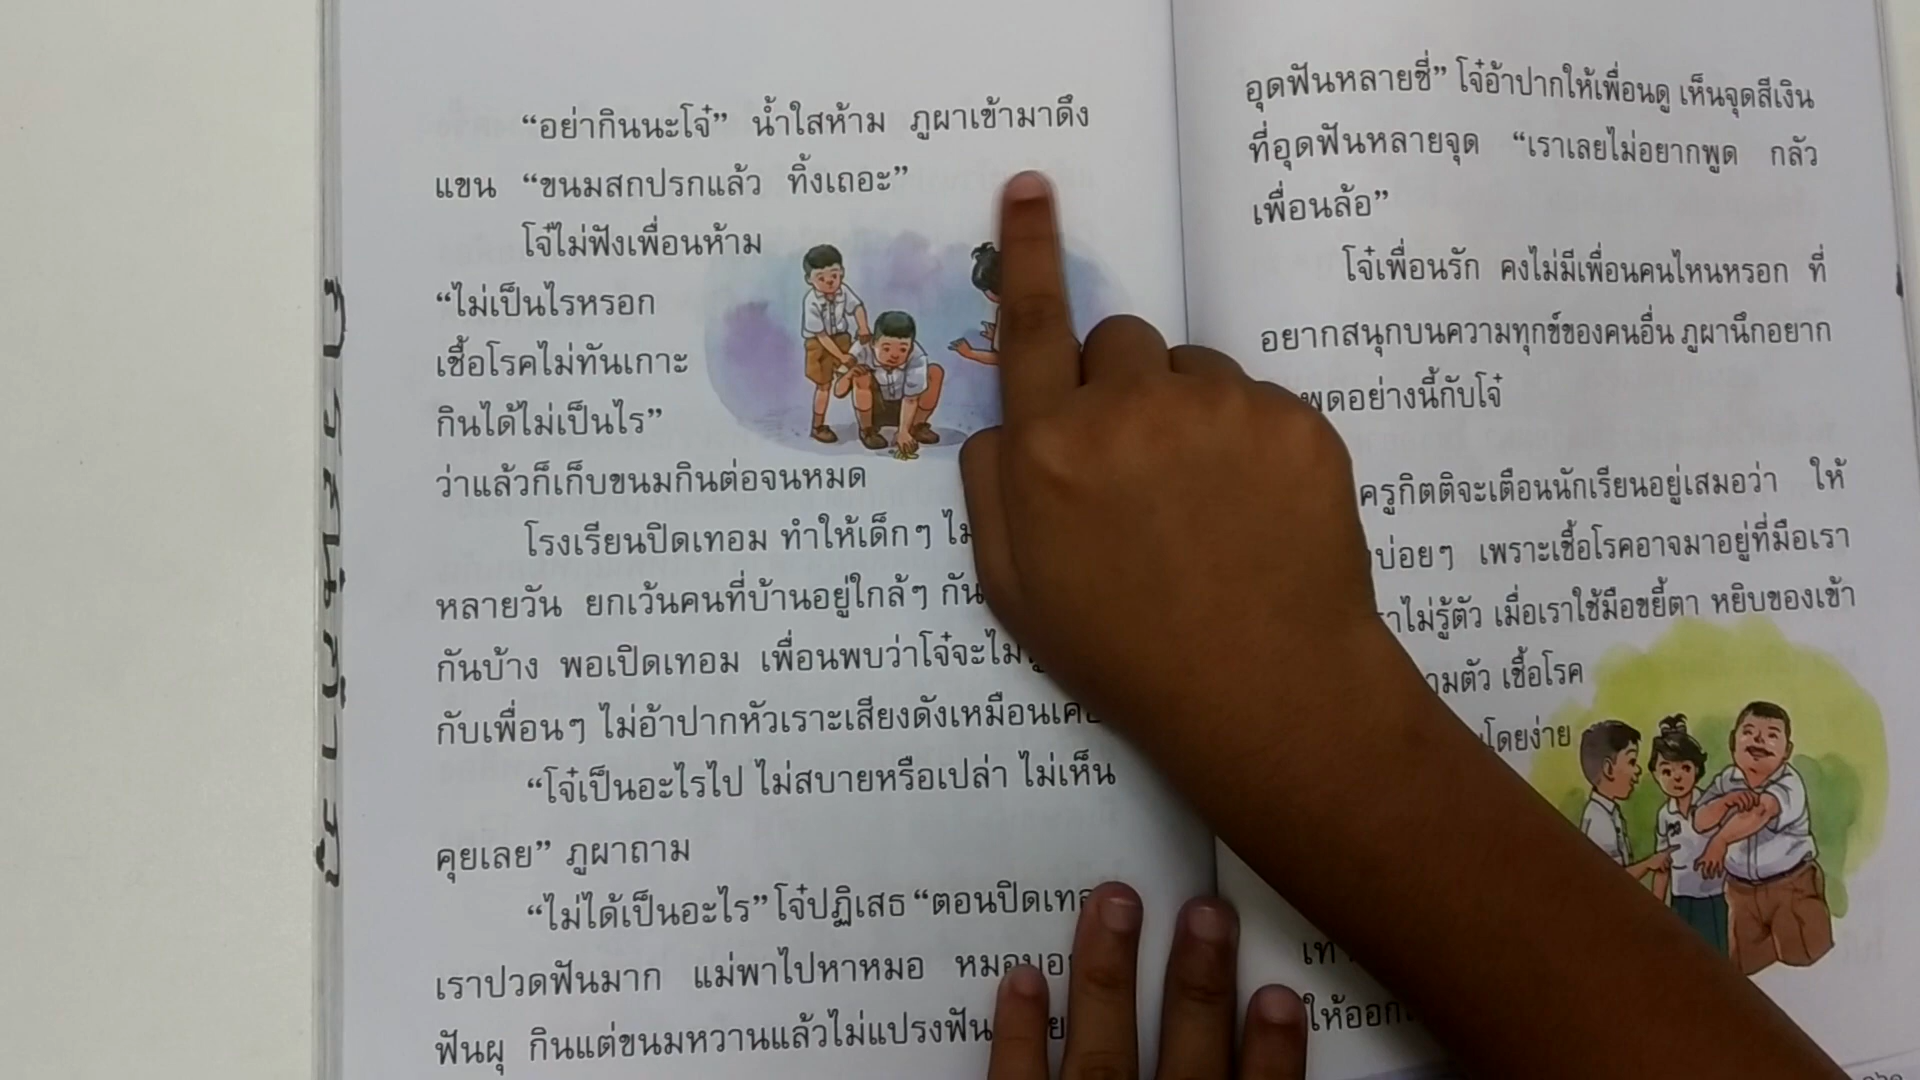 “อย่ากินนะโจ๋” น้ำใสห้าม ภูผาเข้ามาดึง
แขน “ขนมสกปรกแล้ว ทิ้งเถอะ”
โจ๋ไม่ฟังเพื่อนห้าม
“ไม่เป็นไรหรอก
เชื้อโรคไม่ทันเกาะ
กินได้ไม่เป็นไร”
ว่าแล้วก็เก็บขนมกินต่อจนหมด
โรงเรียนปิดเทอม ทำให้เด็กๆ
หลายวัน ยกเว้นคนที่บ้านอยู่ใกล้ๆ กัน
กันบ้าง พอเปิดเทอม เพื่อนพบว่าโจ๋จะไม่
กับเพื่อนๆ ไม่อ้าปากหัวเราะเสียงดังเหมือน
“โจ๋เป็นอะไรไป ไม่สบายหรือเปล่า ไม่เห็น
คุยเลย” ภูผาถาม
“ไม่ได้เป็นอะไร” โจ๋ปฏิเสธ “ตอนปิด
เราปวดฟันมาก แม่พาไปหาหมอ
ฟันผุ กินแต่ขนมหวานแล้วไม่แปรงฟัน
อุดฟันหลายซี่” โจ๋อ้าปากให้เพื่อนดู เห็นจุดสีเงิน
ที่อุดฟันหลายจุด “เราเลยไม่อยากพูด กลัว
เพื่อนล้อ”
โจ๋เพื่อนรัก คงไม่มีเพื่อนคนไหนหรอก ที่
อยากสนุกบนความทุกข์ของคนอื่น ภูผานึกอยาก
พูดอย่างนี้กับโจ๋
ครูกิตติจะเตือนนักเรียนอยู่เสมอว่า ให้
บ่อยๆ เพราะเชื้อโรคอาจมาอยู่ที่มือเรา
ไม่รู้ตัว เมื่อเราใช้มือขยี้ตา หยิบของเข้า
ตัว เชื้อโรค
โดยง่าย